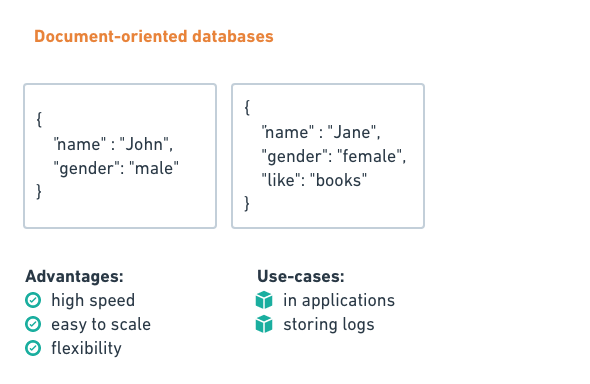 Document-oriented databases
{
"name" : "John",
"gender": "male"
}
{
"name" : "Jane",
"gender": "female",
"like": "books"
}
Advantages:
high speed
easy to scale
flexibility
Use-cases:
in applications
storing logs